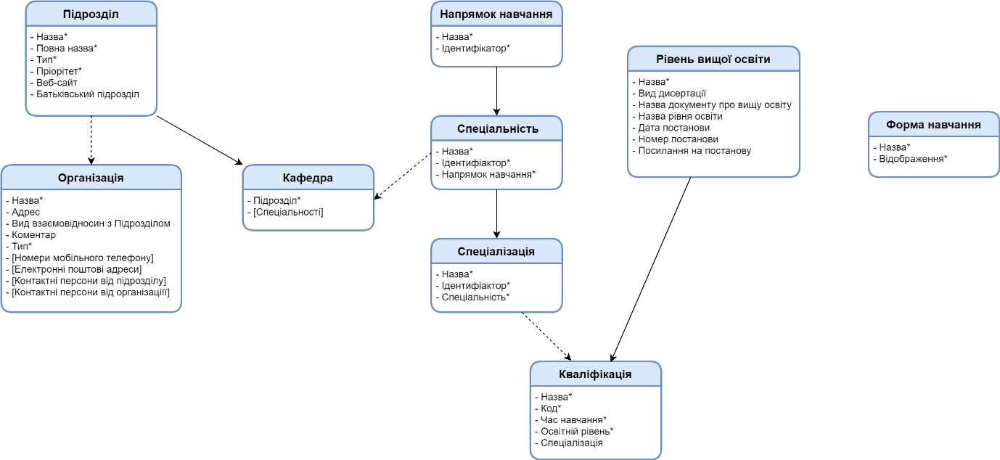 Підрозділ
- Назва*
- Повна назва*
- Тип*
- Пріорітет*
- Веб-сайт
- Батьківський підрозділ
Напрямок навчання
- Назва*
- Ідентифікатор*
Рівень вищої освіти
- Назва*
- Вид дисертації
- Назва документу про вищу освіту
- Назва рівня освіти
- Дата постанови
- Номер постанови
- Посилання на постанову
Форма навчання
- Назва*
- Відображення*
Спеціальність
- Назва*
- Ідентифіактор*
- Напрямок навчання*
Організація
- Назва*
- Адрес
- Вид взаємовідносин з Підрозділом
- Коментар
- Тип*
- [Номери мобільного телефону]
- [Електронні поштові адреси]
- [Контактні персони від підрозділу]
- [Контактні персони від організаціїї]
Кафедра
- Підрозділ*
- [Спеціальності]
Спеціалізація
- Назва*
- Ідентифіактор*
- Спеціальність*
Кваліфікація
- Назва*
- Код*
- Час навчання*
- Освітній рівень*
- Спеціалізація